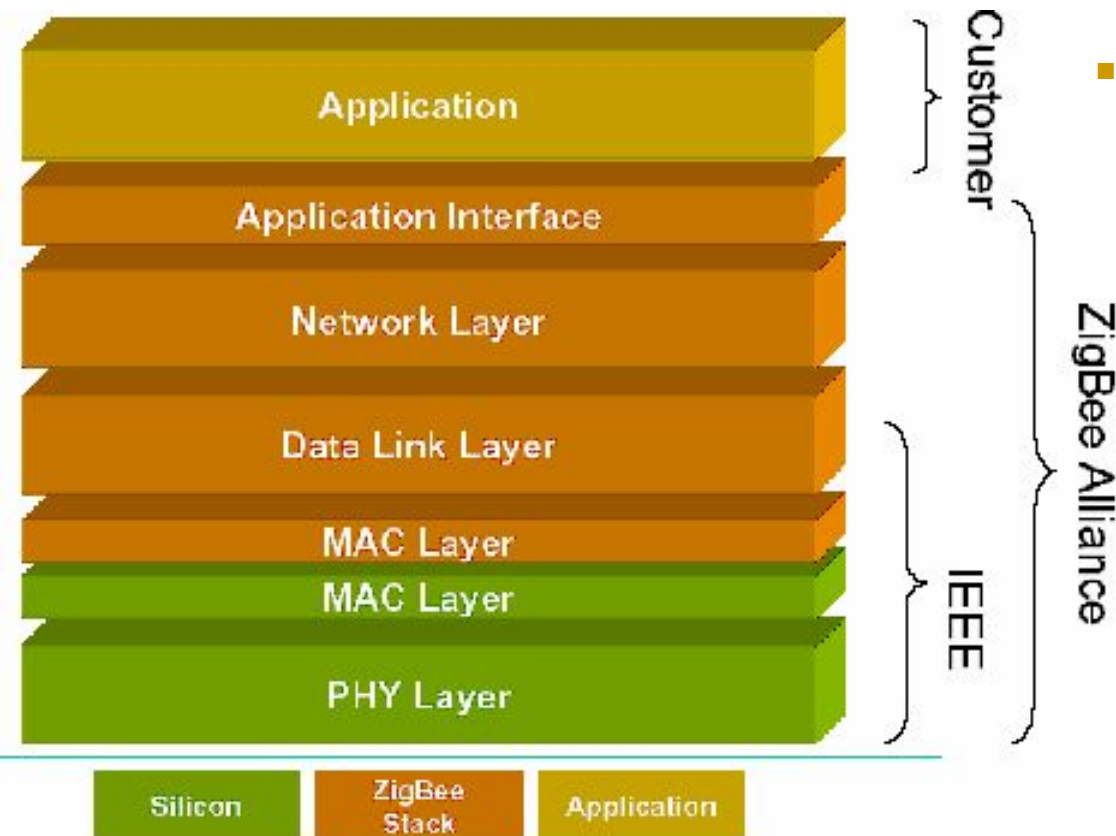 Application
Application Interface
Network Layer
Data Link Layer
MAC Layer
MAC Layer
PHY Layer
Customer
ZigBee Alliance
IEEE
Silicon
ZigBee
Stack
Application